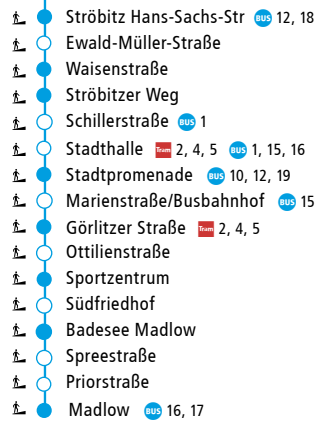 Ströbitz Hans-Sachs-Str BUS 12, 18
Ewald-Müller-Straße
Waisenstraße
Ströbitzer Weg
Schillerstraße BUS 1
Stadthalle Tram 2, 4, 5 BUS 1, 15, 16
Stadtpromenade BUS 10, 12, 19
Marienstraße/Busbahnhof BUS 15
Görlitzer Straße Tram 2, 4, 5
Ottilienstraße
Sportzentrum
Südfriedhof
Badesee Madlow
Spreestraße
Priorstraße
Madlow BUS 16, 17